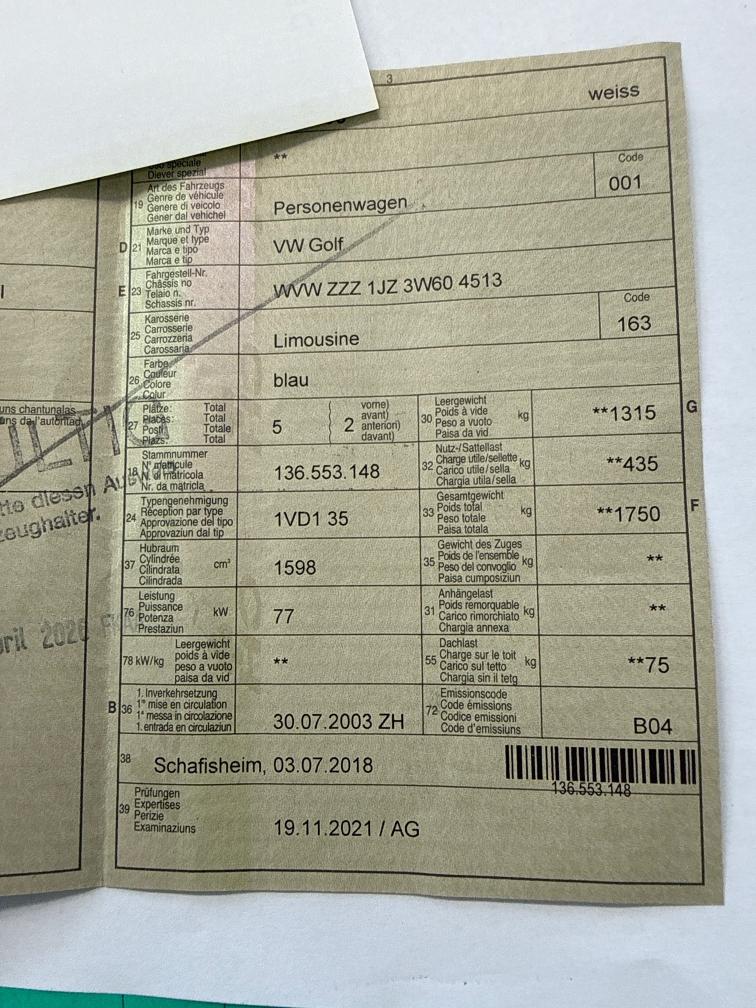 3
weiss
Diever spezial
**
Art des Fahrzeugs
Genre de véhicule
19 Genere di veicolo
Gener dal vehichel
Personenwagen
Code
001
Marke und Typ
D 21 Marque et type
Marca e tipo
Marca e tip
VW Golf
Fahrgestell-Nr.
E 23 Châssis no
Telaio n.
Schassis nr.
WVW ZZZ 1JZ 3W60 4513
Karosserie
25 Carrosserie
Carrozzeria
Carossaria
Limousine
Code
163
Farbe
26 Couleur
Colore
Colur
blau
Plätze: Total
27 Places: Total
Posti: Totale
Plazs: Total
5
2
vorne)
avant)
anteriori)
davant)
Leergewicht
30 Poids à vide kg
Peso a vuoto
Paisa da vid
**1315
G
Stammnummer
18 N° matricule
N. di matricola
Nr. da matricla
136.553.148
Nutz-/Sattellast
32 Charge utile/sellette kg
Carico utile/sella
Chargia utila/sella
**435
Typengenehmigung
24 Réception par type
Approvazione del tipo
Approvaziun dal tip
1VD1 35
Gesamtgewicht
33 Poids total kg
Peso totale
Paisa totala
**1750
F
Hubraum
37 Cylindrée cm³
Cilindrata
Cilindrada
1598
Gewicht des Zuges
35 Poids de l'ensemble kg
Peso del convoglio
Paisa cumposiziun
**
Leistung
76 Puissance kW
Potenza
Prestaziun
77
Anhängelast
31 Poids remorquable kg
Carico rimorchiato
Chargia annexa
**
Leergewicht
78 kW/kg poids à vide
peso a vuoto
paisa da vid
**
Dachlast
55 Charge sur le toit kg
Carico sul tetto
Chargia sin il tetg
**75
1. Inverkehrsetzung
B 36 1re mise en circulation
1a messa in circolazione
1. entrada en circulaziun
30.07.2003 ZH
Emissionscode
72 Code émissions
Codice emissioni
Code d'emissiuns
B04
38 Schafisheim, 03.07.2018
136.553.148
Prüfungen
39 Expertises
Perizie
Examinaziuns
19.11.2021 / AG
uns chantunalas
diesen